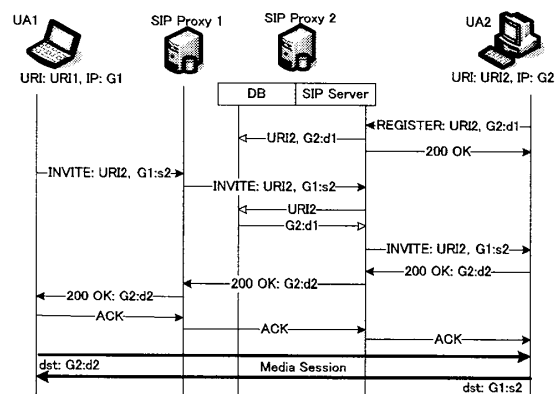 UA1
SIP Proxy 1
SIP Proxy 2
UA2
URI: URI1, IP: G1
URI: URI2, IP: G2
DB
SIP Server
REGISTER: URI2, G2:d1
URI2, G2:d1
200 OK
INVITE: URI2, G1:s2
INVITE: URI2, G1:s2
URI2
G2:d1
INVITE: URI2, G1:s2
200 OK: G2:d2
200 OK: G2:d2
200 OK: G2:d2
ACK
ACK
ACK
dst: G2:d2
Media Session
dst: G1:s2